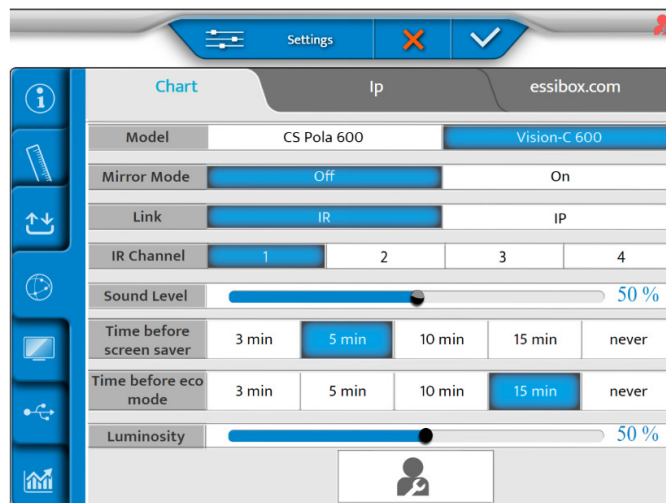 Settings
Chart Ip essibox.com
Model CS Pola 600 Vision-C 600
Mirror Mode Off On
Link IR IP
IR Channel 1 2 3 4
Sound Level 50 %
Time before
screen saver 3 min 5 min 10 min 15 min never
Time before eco
mode 3 min 5 min 10 min 15 min never
Luminosity 50 %